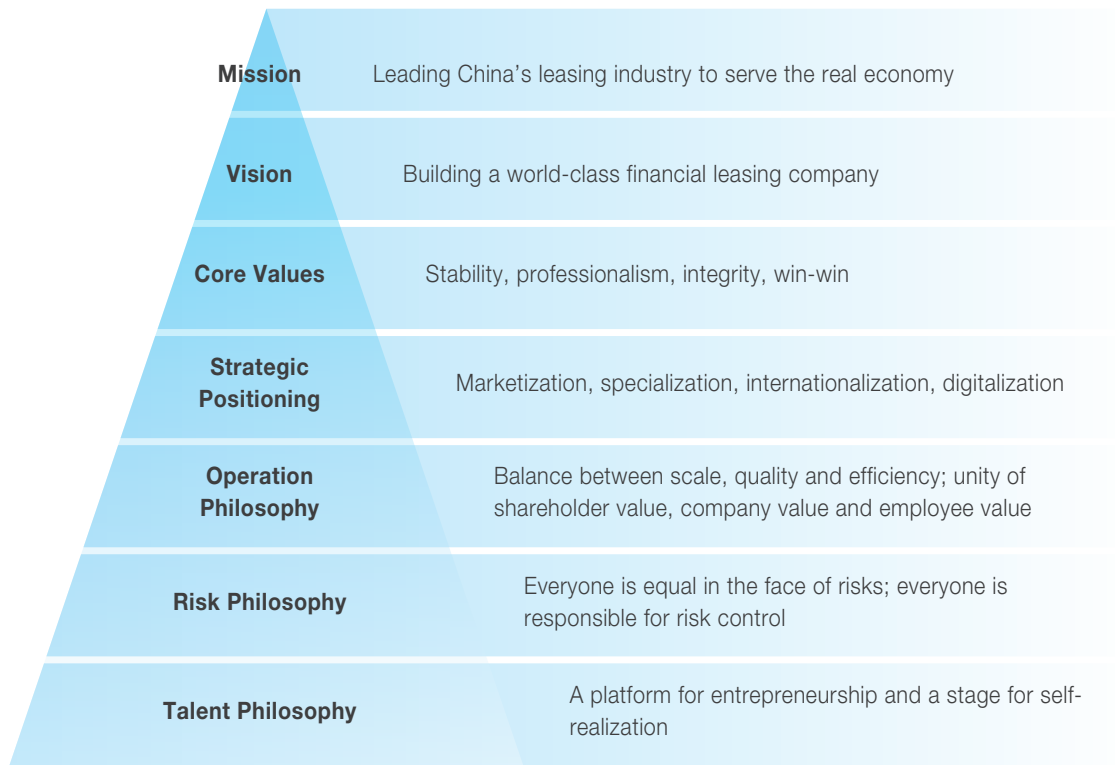 Mission
Leading China's leasing industry to serve the real economy
Vision
Building a world-class financial leasing company
Core Values
Stability, professionalism, integrity, win-win
Strategic
Positioning
Marketization, specialization, internationalization, digitalization
Operation
Philosophy
Balance between scale, quality and efficiency; unity of
shareholder value, company value and employee value
Risk Philosophy
Everyone is equal in the face of risks; everyone is
responsible for risk control
Talent Philosophy
A platform for entrepreneurship and a stage for self-
realization